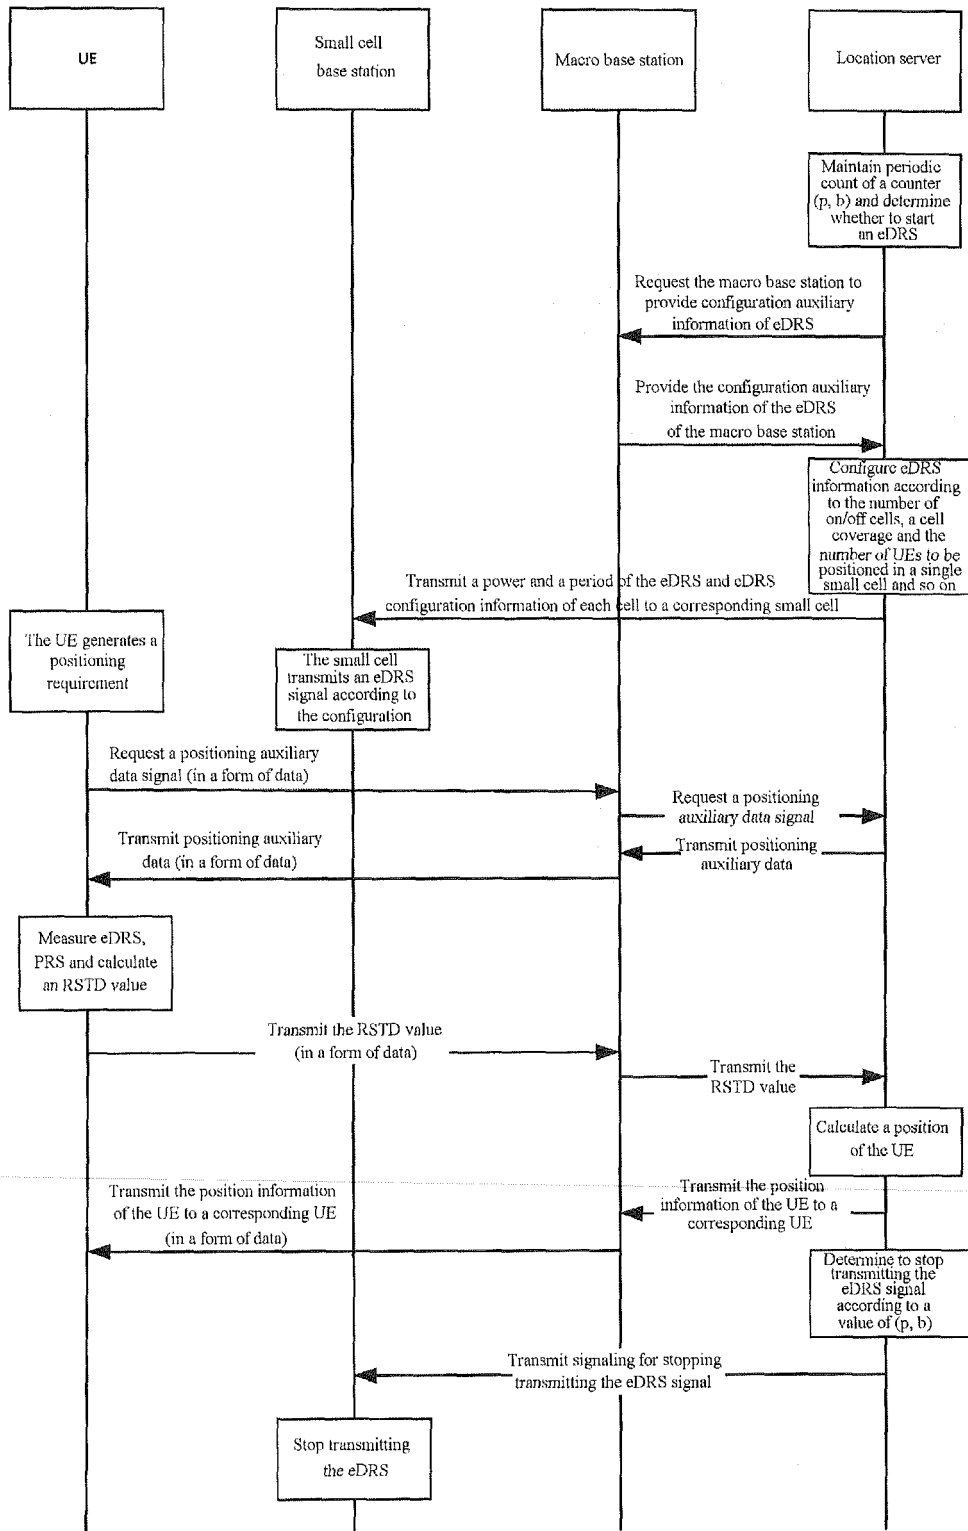 UE
Small cell
base station
Macro base station
Location server
Maintain periodic
count of a counter
(p, b) and determine
whether to start
an eDRS
Request the macro base station to
provide configuration auxiliary
information of eDRS
Provide the configuration auxiliary
information of the eDRS
of the macro base station
Configure eDRS
information according
to the number of
on/off cells, a cell
coverage and the
number of UEs to be
positioned in a single
small cell and so on
Transmit a power and a period of the eDRS and eDRS
configuration information of each cell to a corresponding small cell
The UE generates a
positioning
requirement
The small cell
transmits an eDRS
signal according to
the configuration
Request a positioning auxiliary
data signal (in a form of data)
Request a positioning
auxiliary data signal
Transmit positioning
auxiliary data
Transmit positioning auxiliary
data (in a form of data)
Measure eDRS,
PRS and calculate
an RSTD value
Transmit the RSTD value
(in a form of data)
Transmit the
RSTD value
Calculate a position
of the UE
Transmit the position
information of the UE to a
corresponding UE
Transmit the position information
of the UE to a corresponding UE
(in a form of data)
Determine to stop
transmitting the
eDRS signal
according to a
value of (p, b)
Transmit signaling for stopping
transmitting the eDRS signal
Stop transmitting
the eDRS